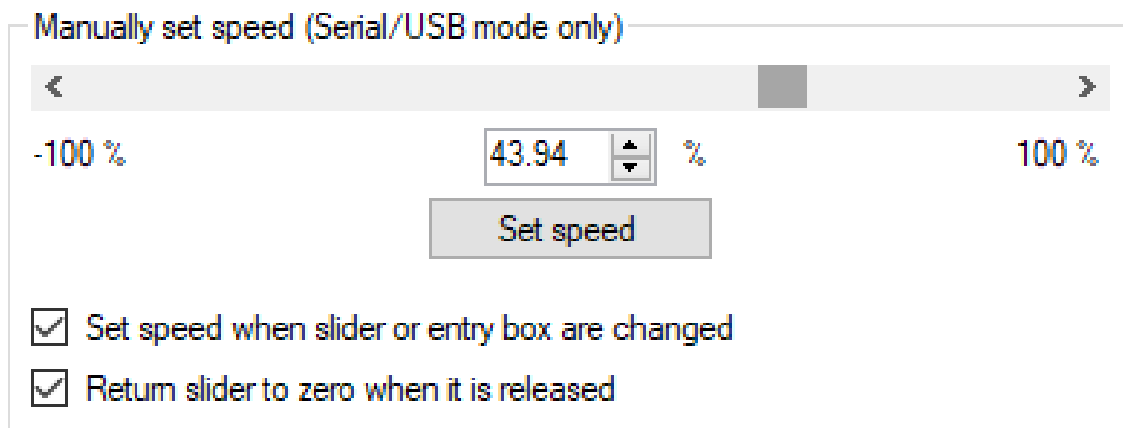 Manually set speed (Serial/USB mode only)
-100 % 43.94 % 100 %
Set speed
Set speed when slider or entry box are changed
Return slider to zero when it is released